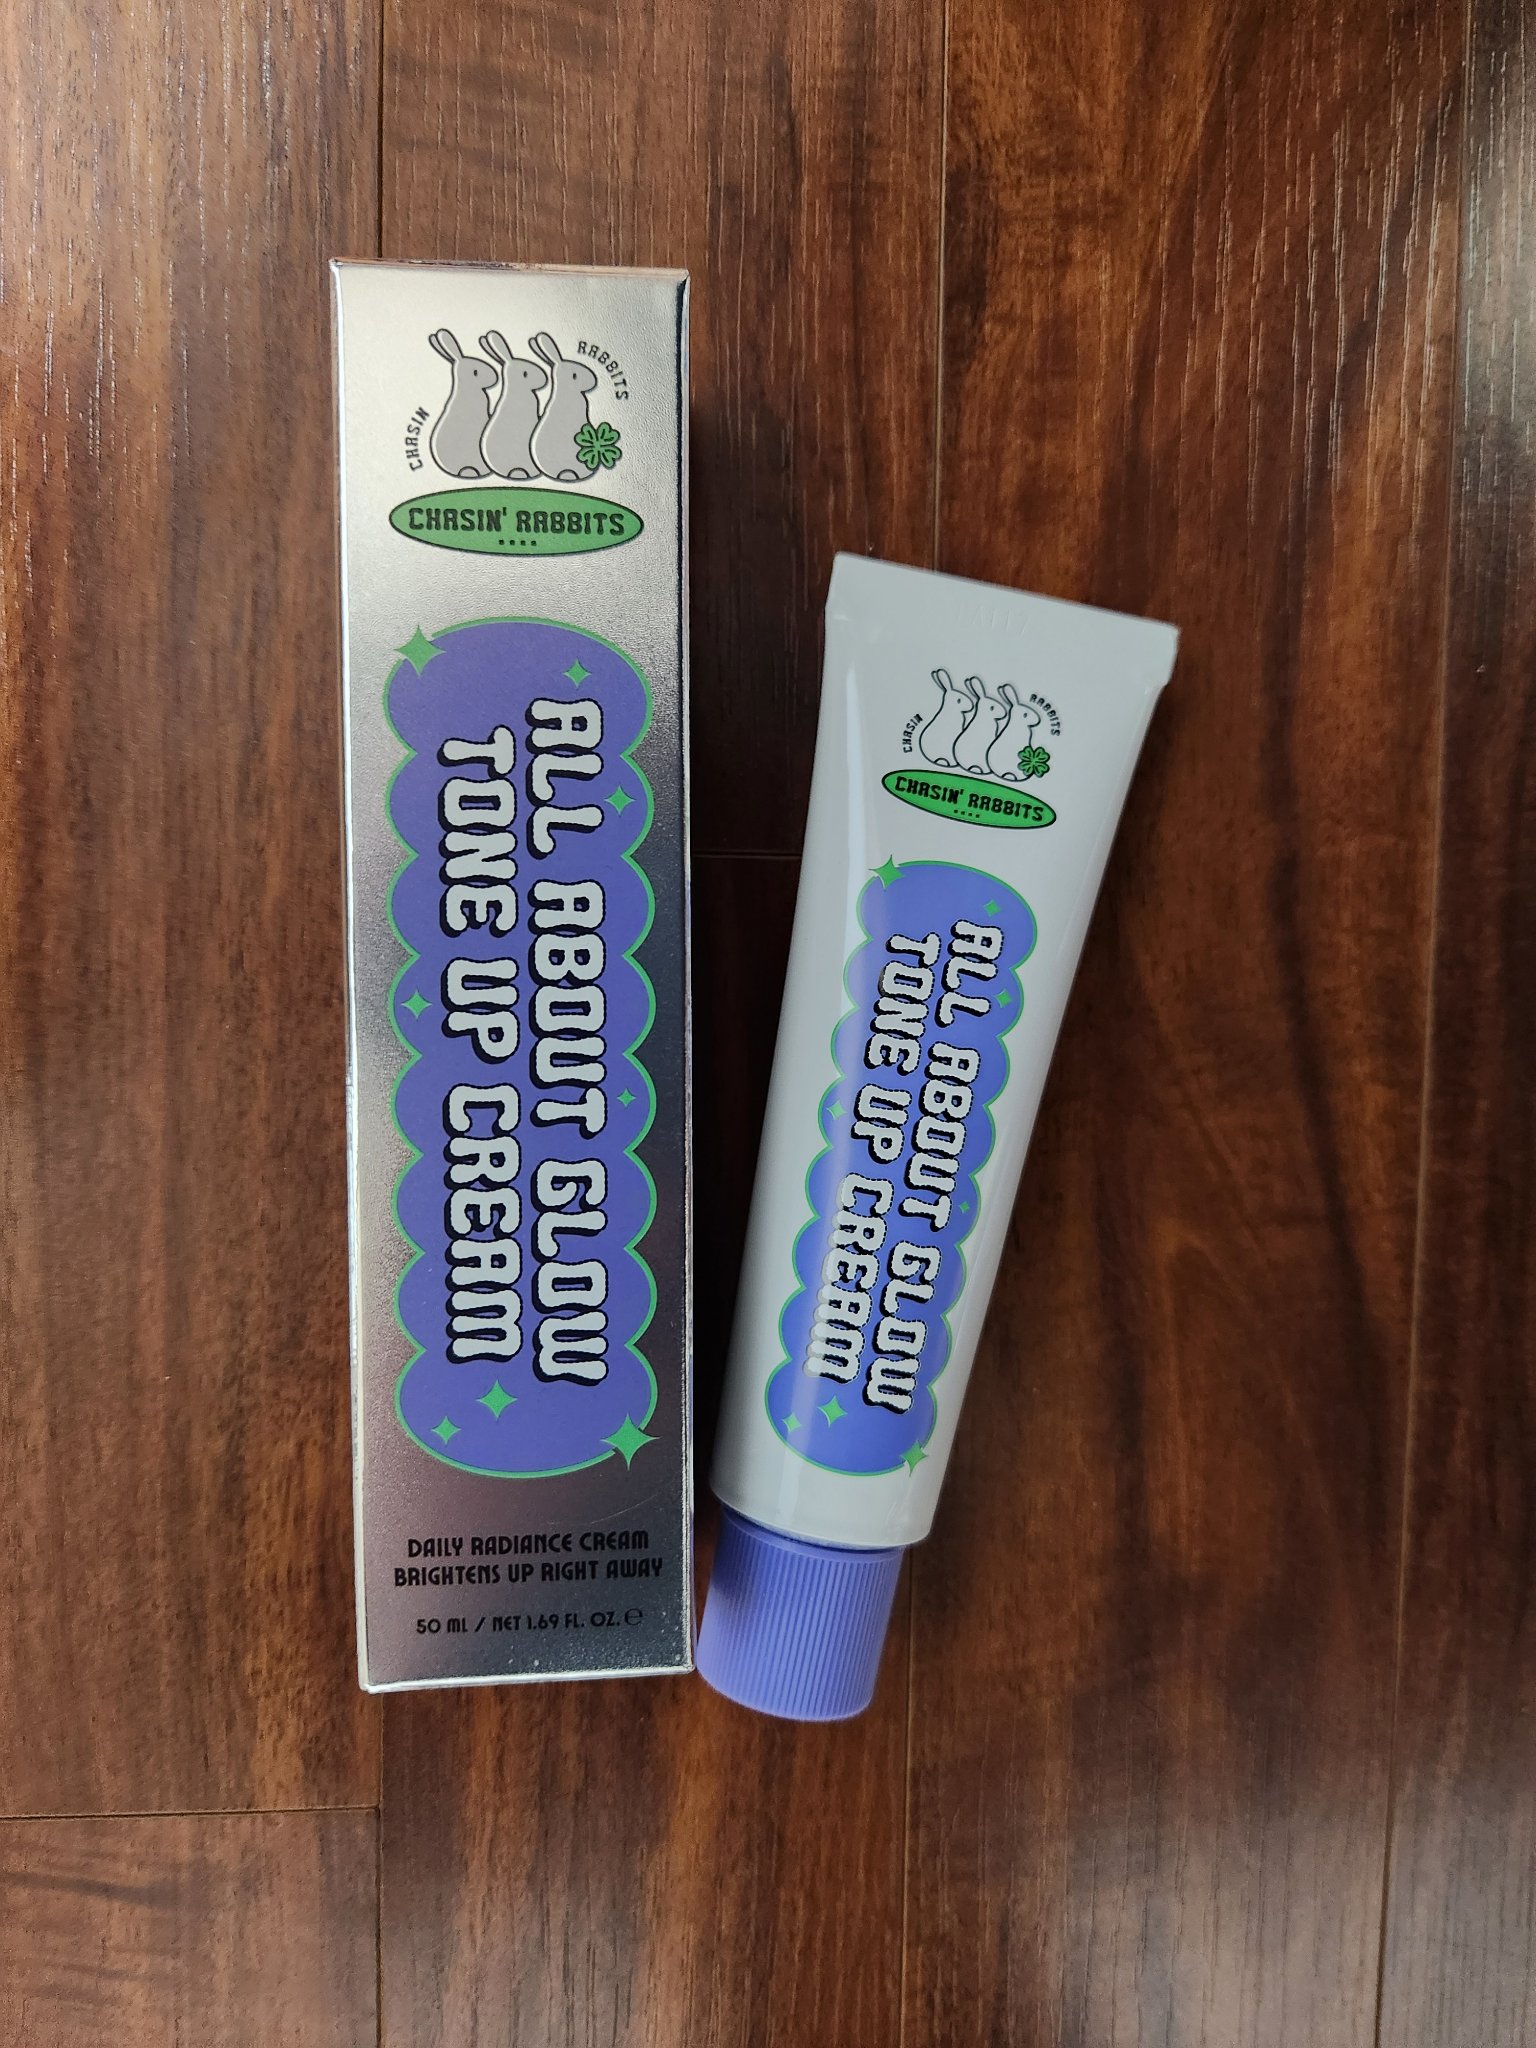 CHASIN'
RABBITS
CHASIN' RABBITS
ALL ABOUT GLOW
TONE UP CREAM
DAILY RADIANCE CREAM
BRIGHTENS UP RIGHT AWAY
50 ML / NET 1.69 FL. OZ. ℮
CHASIN'
RABBITS
CHASIN' RABBITS
ALL ABOUT GLOW
TONE UP CREAM